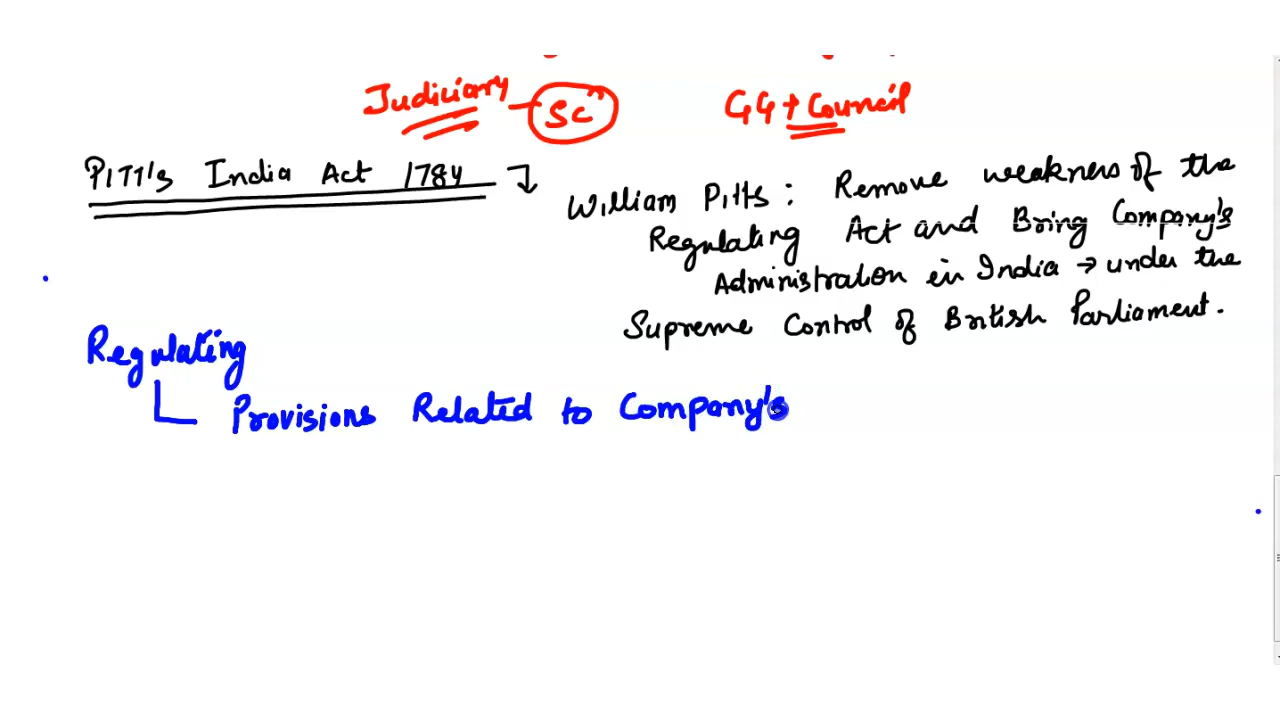 Judiciary - SC" GG + Council
PITT's India Act 1784
William Pitts : Remove weakness of the
Regulating Act and Bring Company's
Administration in India → under the
Supreme Control of British Parliament.
Regulating
Provisions Related to Company's